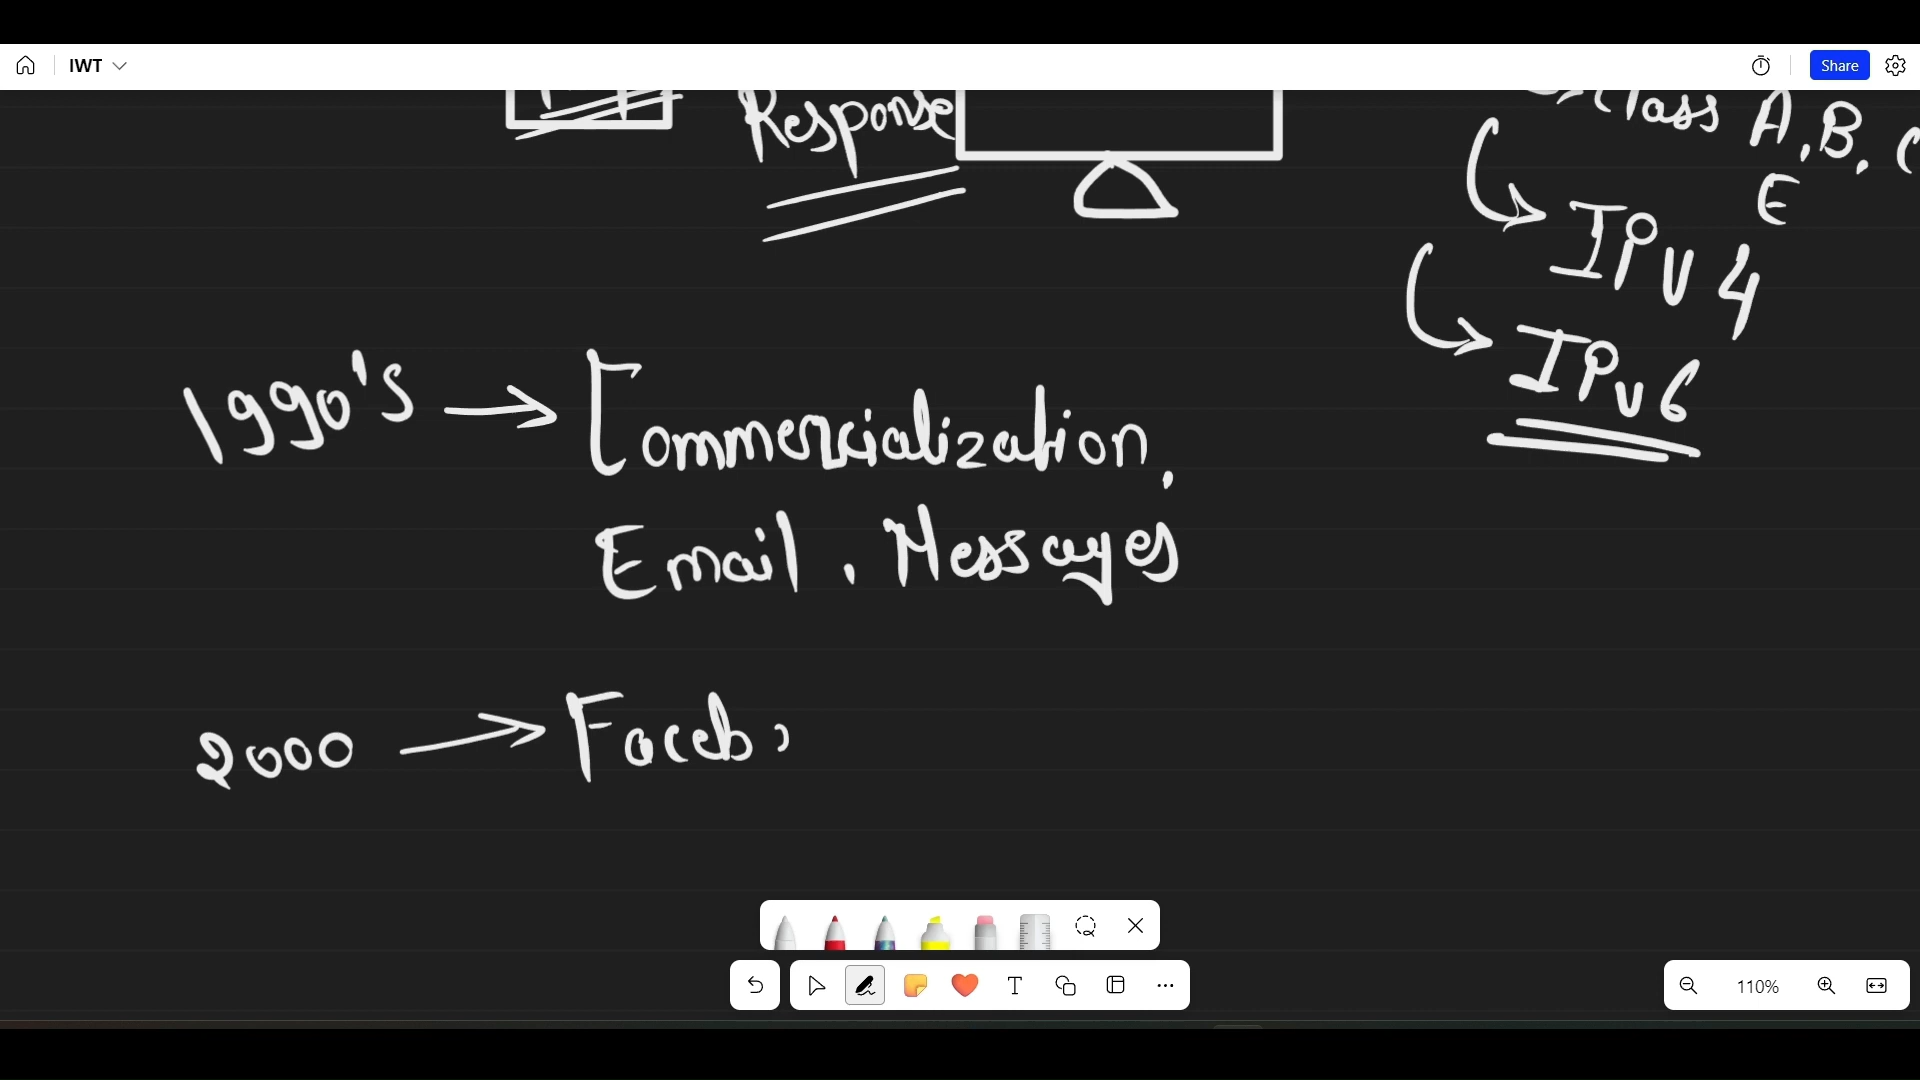 IWT
Share
Response
Class A, B, C
E
IPv4
IPv6
1990's → Commercialization,
Email, Messages
2000 → Faceb
110%